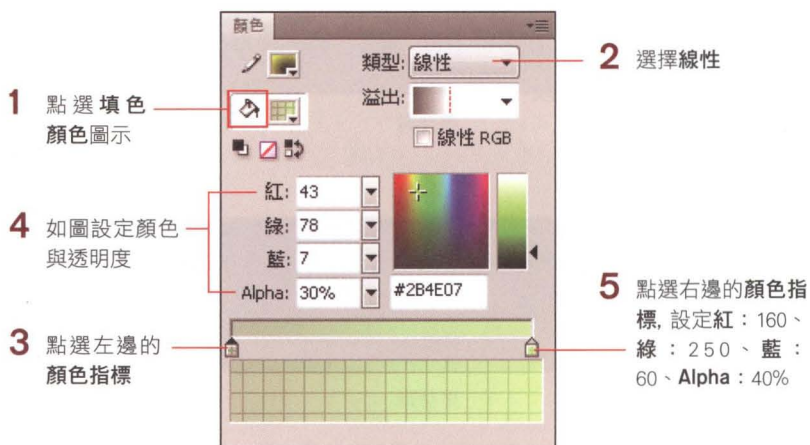 顏色
類型: 線性
溢出:
線性 RGB
紅: 43
綠: 78
藍: 7
Alpha: 30%
#2B4E07
1 點選填色
顏色圖示
2 選擇線性
4 如圖設定顏色
與透明度
3 點選左邊的
顏色指標
5 點選右邊的顏色指
標, 設定紅：160、
綠：250、藍：
60、Alpha：40%